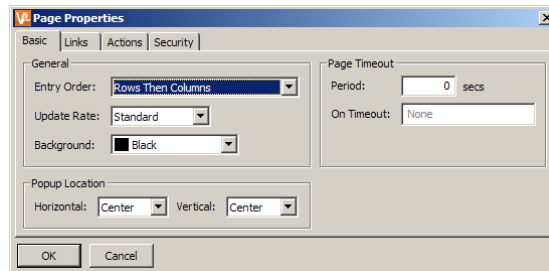 Page Properties
Basic Links Actions Security
General
Entry Order: Rows Then Columns
Update Rate: Standard
Background: Black
Page Timeout
Period: 0 secs
On Timeout: None
Popup Location
Horizontal: Center Vertical: Center
OK Cancel